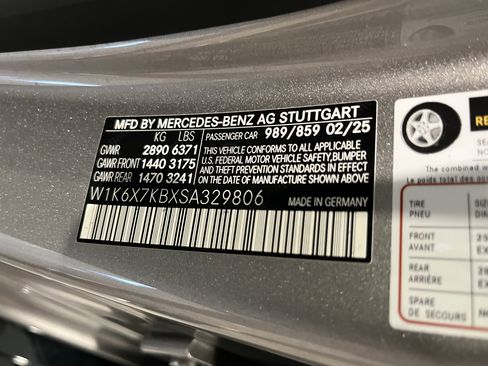 MFD BY MERCEDES-BENZ AG STUTTGART
KG LBS
PASSENGER CAR 989/859 02/25
GVWR 2890 6371
GAWR FRONT 1440 3175
GAWR REAR 1470 3241
THIS VEHICLE CONFORMS TO ALL APPLICABLE
U.S. FEDERAL MOTOR VEHICLE SAFETY,BUMPER
AND THEFT PREVENTION STANDARDS IN EFFECT
ON THE DATE OF MANUFACTURE SHOWN ABOVE
W1K6X7KBXSA329806
MADE IN GERMANY
TIRE
PNEU
FRONT
AVANT
REAR
ARRIÈRE
SPARE
DE SECOURS